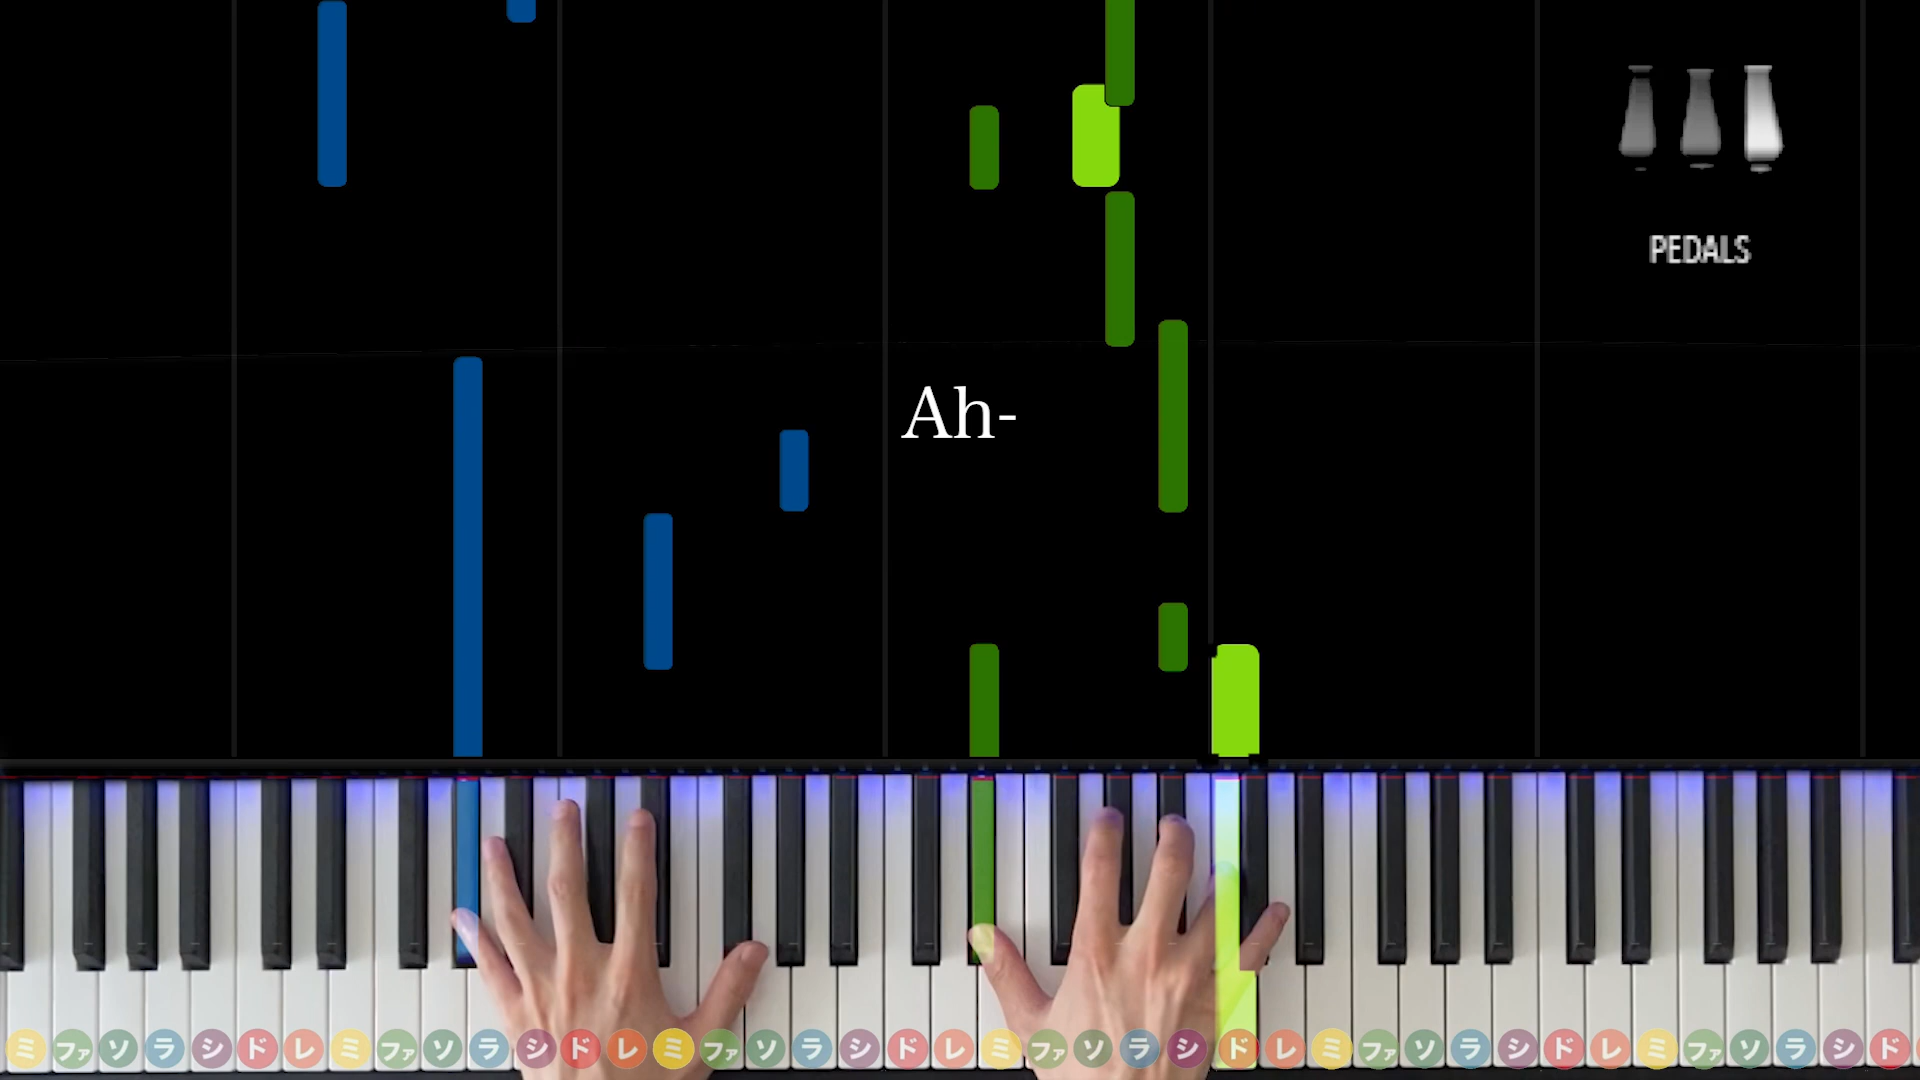 PEDALS
Ah-
ミ ファ ソ ラ シ ド レ ミ ファ ソ ラ シ ド レ ミ ファ ソ ラ シ ド レ ミ ファ ソ ラ シ ド レ ミ ファ ソ ラ シ ド レ ミ ファ ソ ラ シ ド